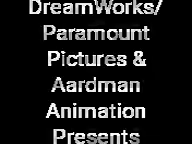 DreamWorks/
Paramount
Pictures &
Aardman
Animation
Presents